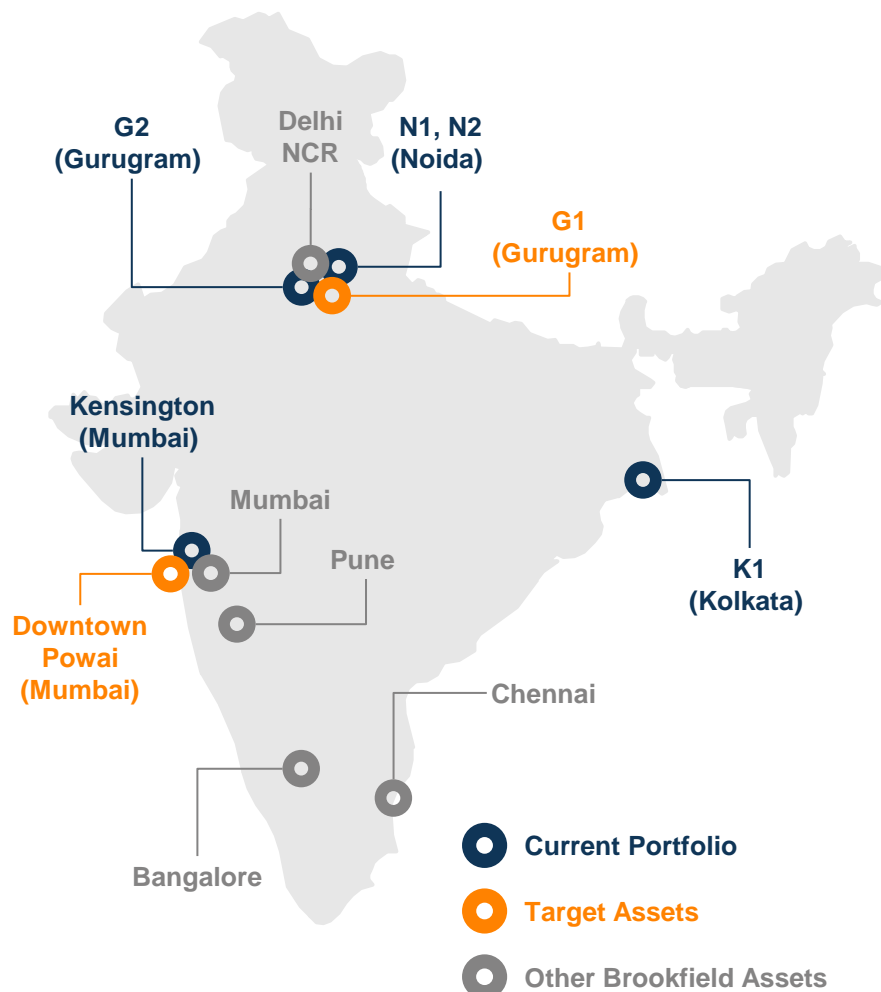 G2
(Gurugram)
Delhi
NCR
N1, N2
(Noida)
G1
(Gurugram)
Kensington
(Mumbai)
Mumbai
Pune
K1
(Kolkata)
Downtown
Powai
(Mumbai)
Chennai
Bangalore
Current Portfolio
Target Assets
Other Brookfield Assets